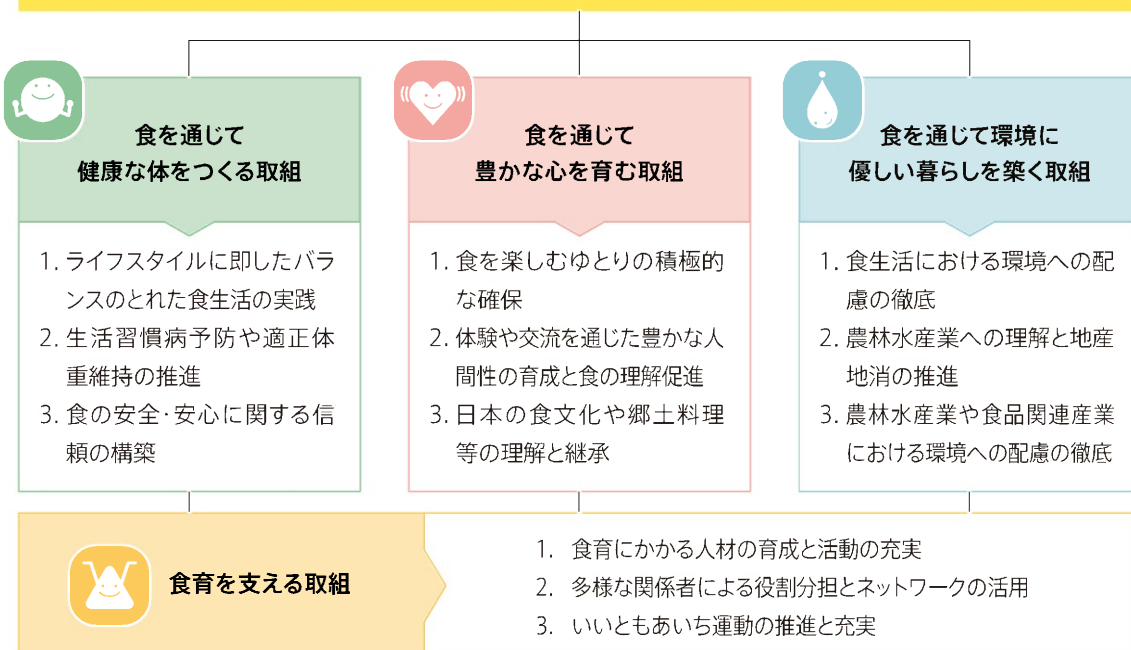 食を通じて
健康な体をつくる取組
1. ライフスタイルに即したバラ
ンスのとれた食生活の実践
2. 生活習慣病予防や適正体
重維持の推進
3. 食の安全・安心に関する信
頼の構築
食を通じて
豊かな心を育む取組
1. 食を楽しむゆとりの積極的
な確保
2. 体験や交流を通じた豊かな人
間性の育成と食の理解促進
3. 日本の食文化や郷土料理
等の理解と継承
食を通じて環境に
優しい暮らしを築く取組
1. 食生活における環境への配
慮の徹底
2. 農林水産業への理解と地産
地消の推進
3. 農林水産業や食品関連産業
における環境への配慮の徹底
食育を支える取組
1. 食育にかかる人材の育成と活動の充実
2. 多様な関係者による役割分担とネットワークの活用
3. いいともあいち運動の推進と充実